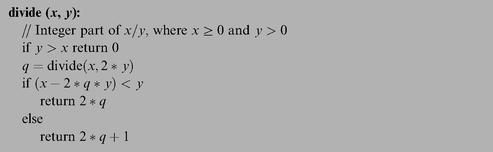 divide (x, y):
// Integer part of x/y, where x ≥ 0 and y > 0
if y > x return 0
q = divide(x, 2 * y)
if (x − 2 * q * y) < y
return 2 * q
else
return 2 * q + 1